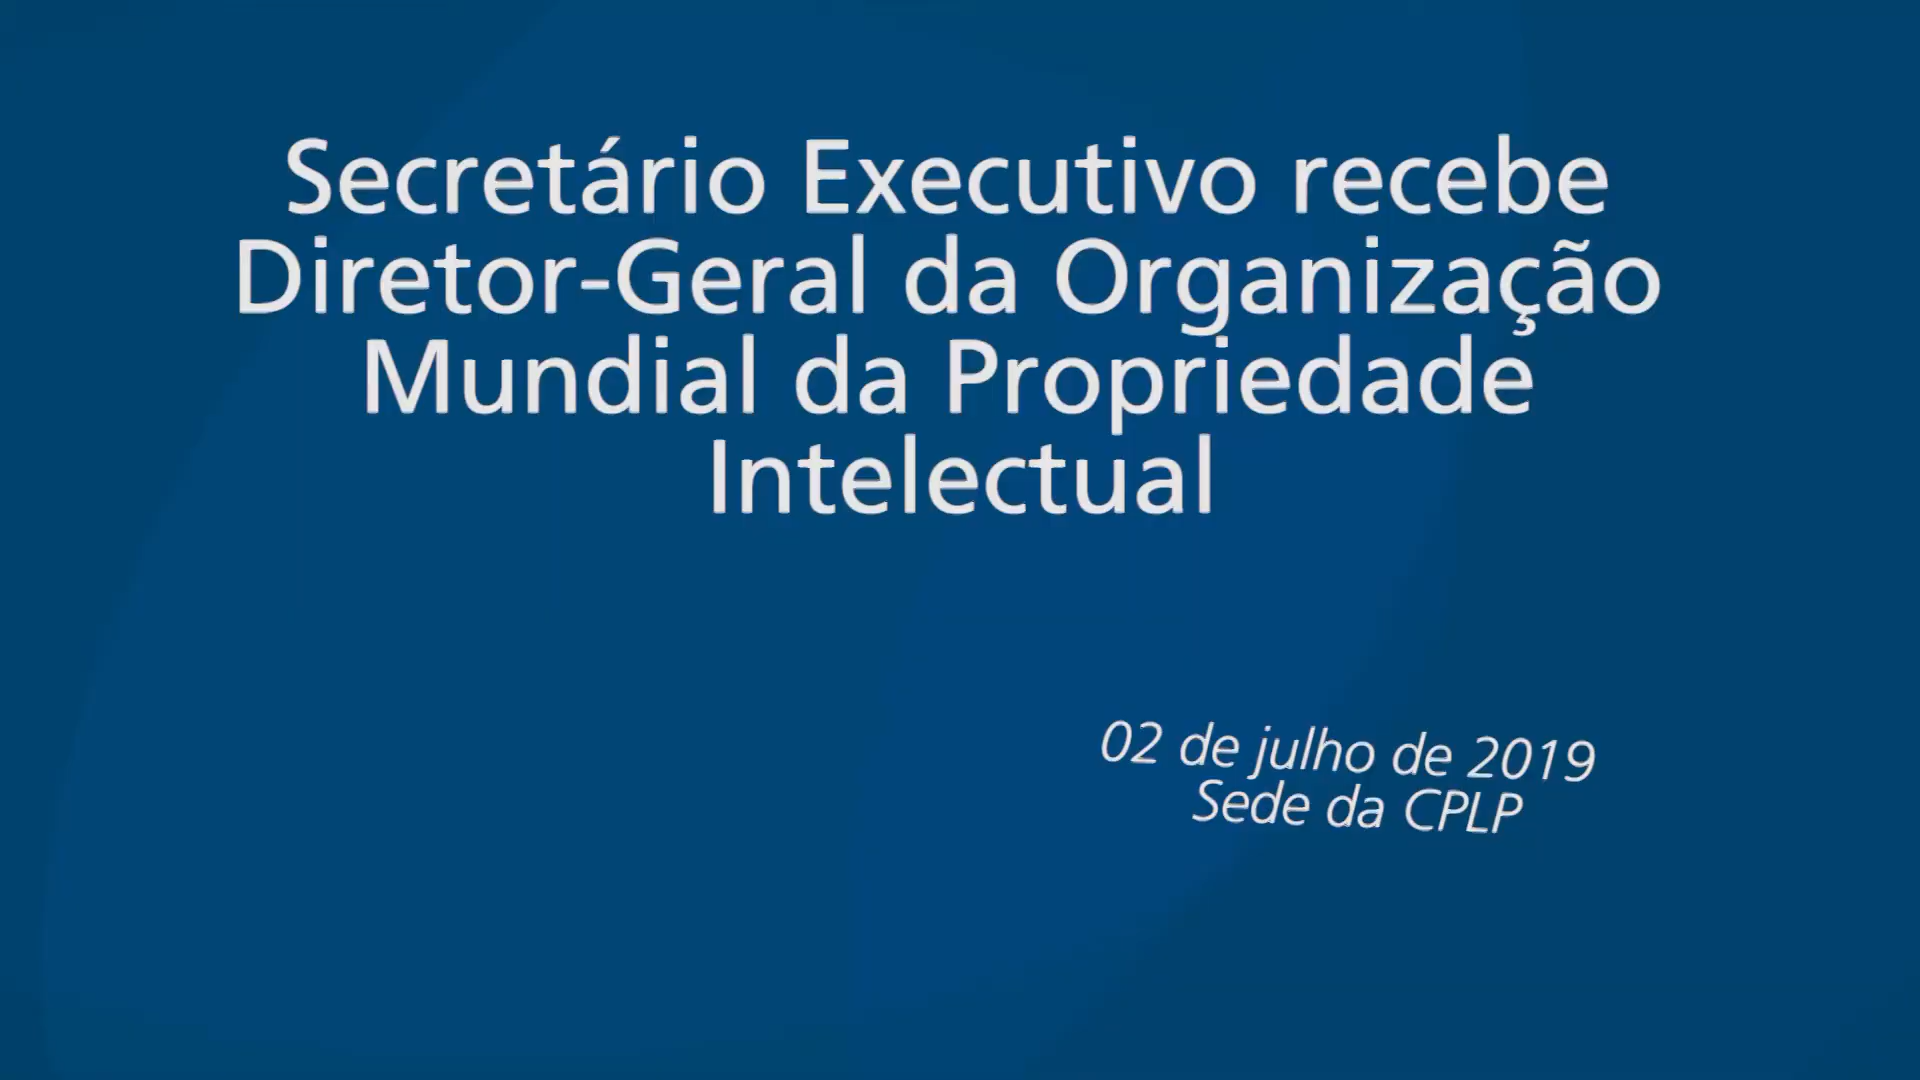 Secretário Executivo recebe
Diretor-Geral da Organização
Mundial da Propriedade
Intelectual
02 de julho de 2019
Sede da CPLP